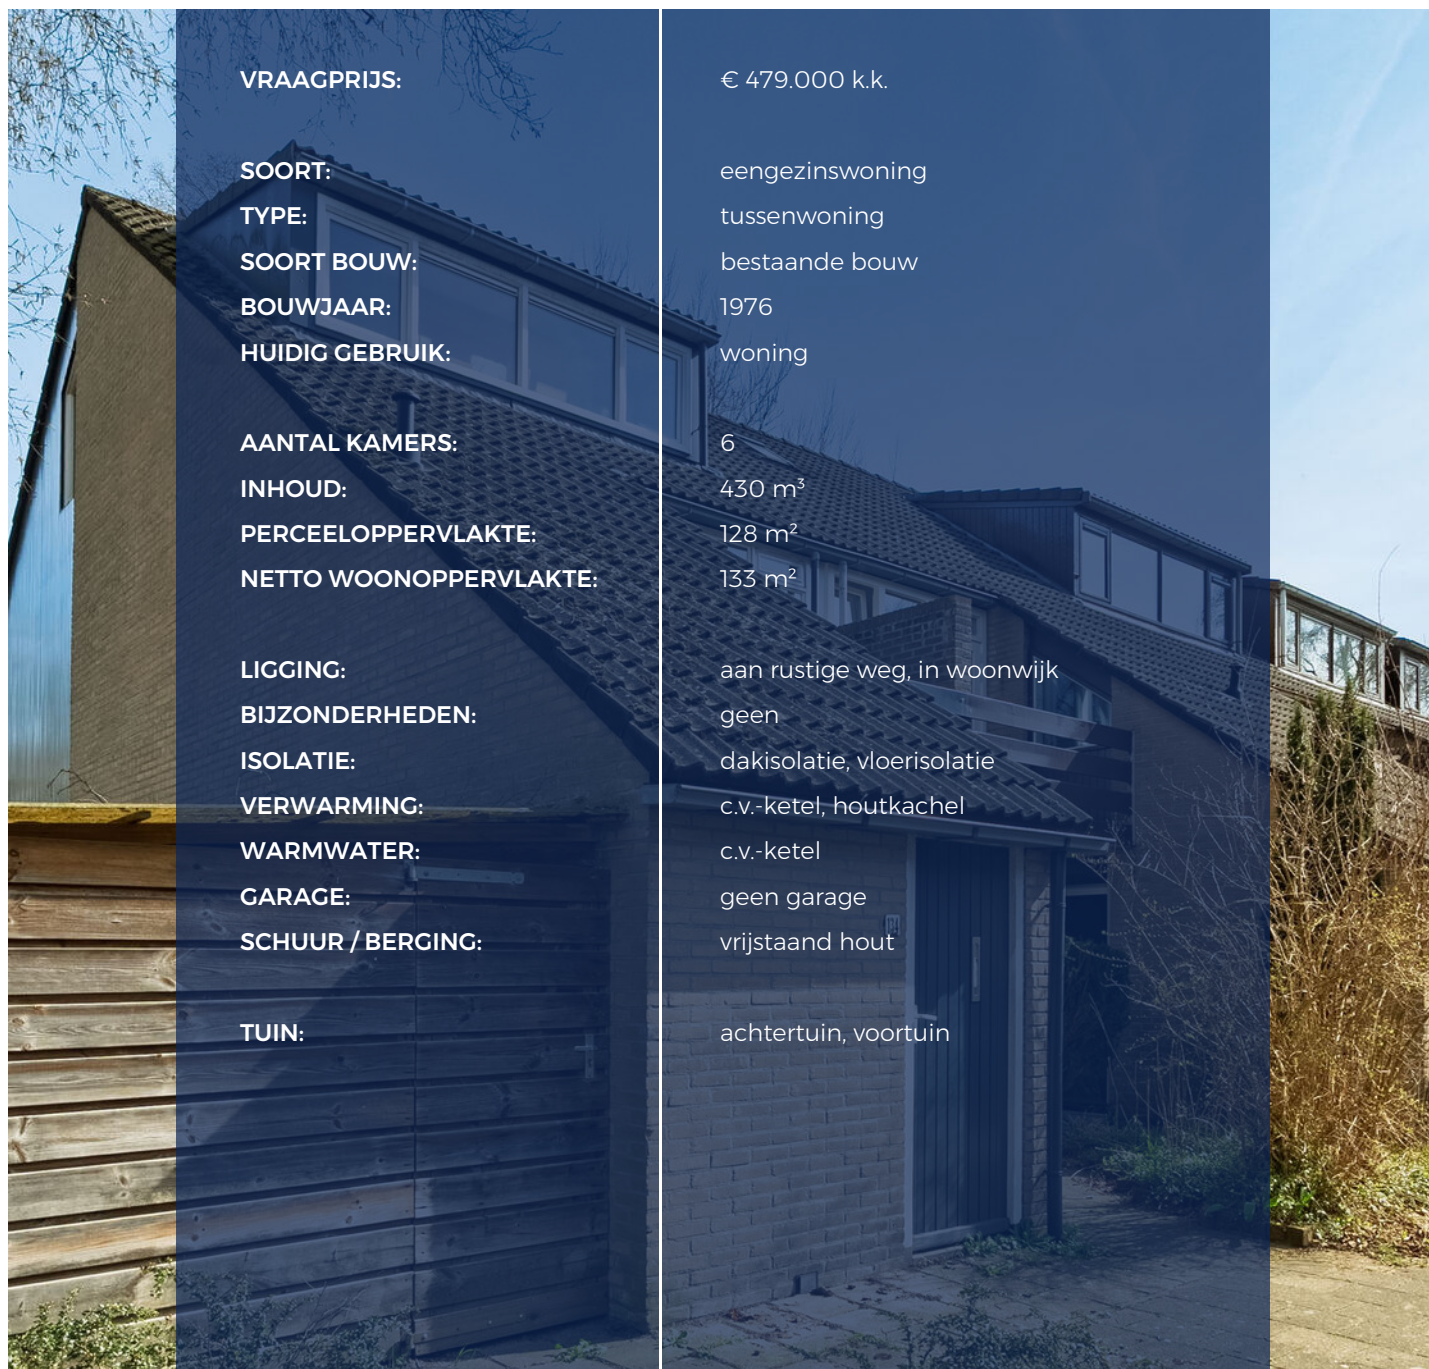 VRAAGPRIJS: € 479.000 k.k.
SOORT: eengezinswoning
TYPE: tussenwoning
SOORT BOUW: bestaande bouw
BOUWJAAR: 1976
HUIDIG GEBRUIK: woning
AANTAL KAMERS: 6
INHOUD: 430 m³
PERCEELOPPERVLAKTE: 128 m²
NETTO WOONOPPERVLAKTE: 133 m²
LIGGING: aan rustige weg, in woonwijk
BIJZONDERHEDEN: geen
ISOLATIE: dakisolatie, vloerisolatie
VERWARMING: c.v.-ketel, houtkachel
WARMWATER: c.v.-ketel
GARAGE: geen garage
SCHUUR / BERGING: vrijstaand hout
TUIN: achtertuin, voortuin